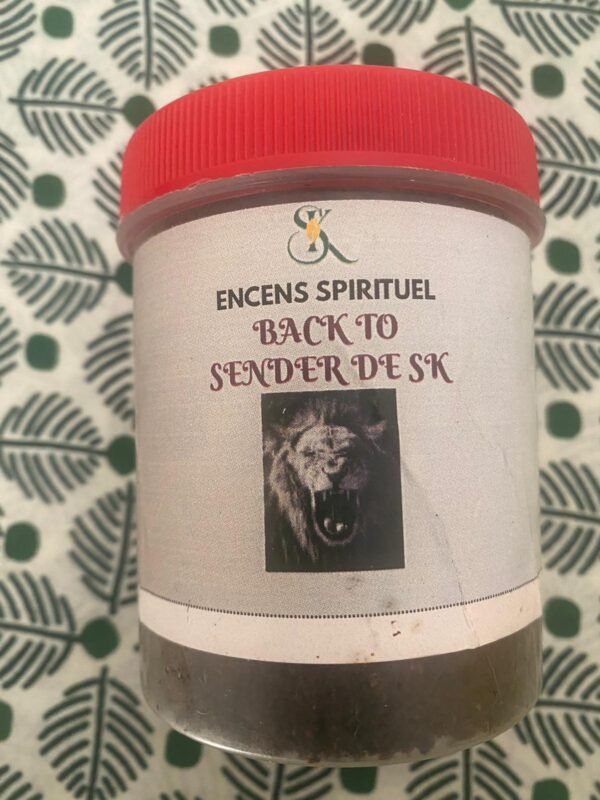 SK
ENCENS SPIRITUEL
BACK TO
SENDER DE SK